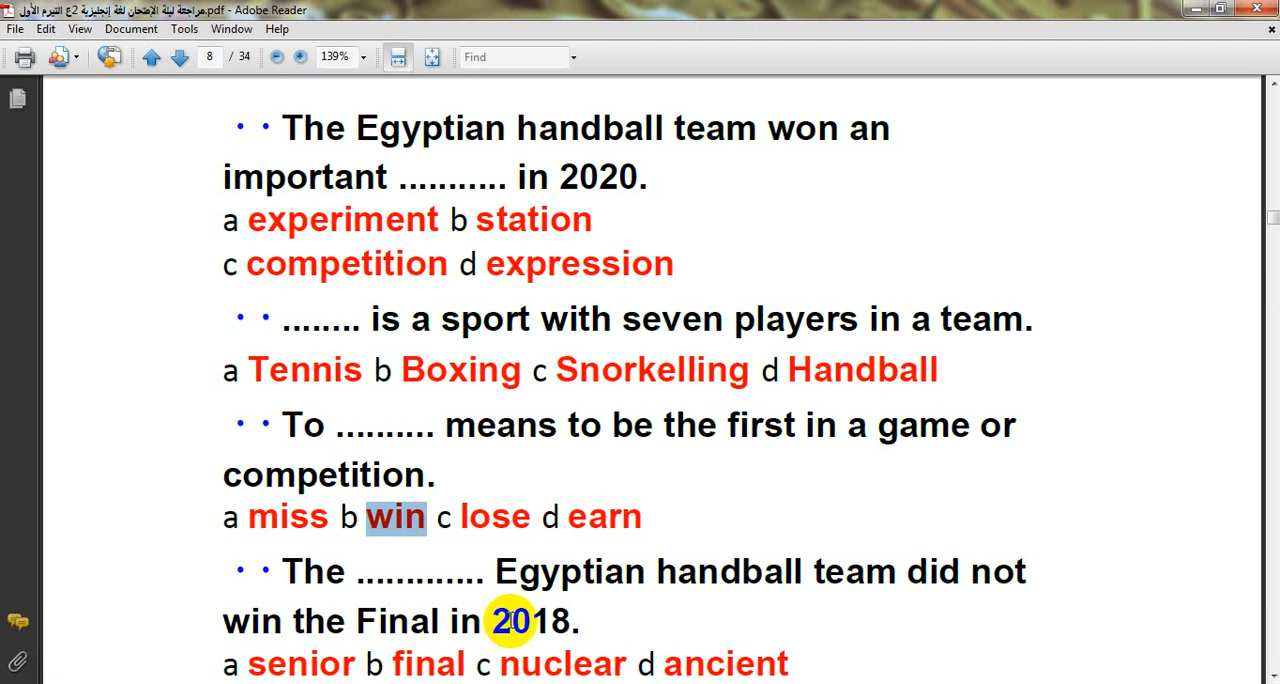 مراجعة ليلة الإمتحان لغة إنجليزية 2ع التيرم الأول.pdf - Adobe Reader
File Edit View Document Tools Window Help
8 / 34 139% Find
• • The Egyptian handball team won an
important ........... in 2020.
a experiment b station
c competition d expression
• • ........ is a sport with seven players in a team.
a Tennis b Boxing c Snorkelling d Handball
• • To .......... means to be the first in a game or
competition.
a miss b win c lose d earn
• • The ............. Egyptian handball team did not
win the Final in 2018.
a senior b final c nuclear d ancient